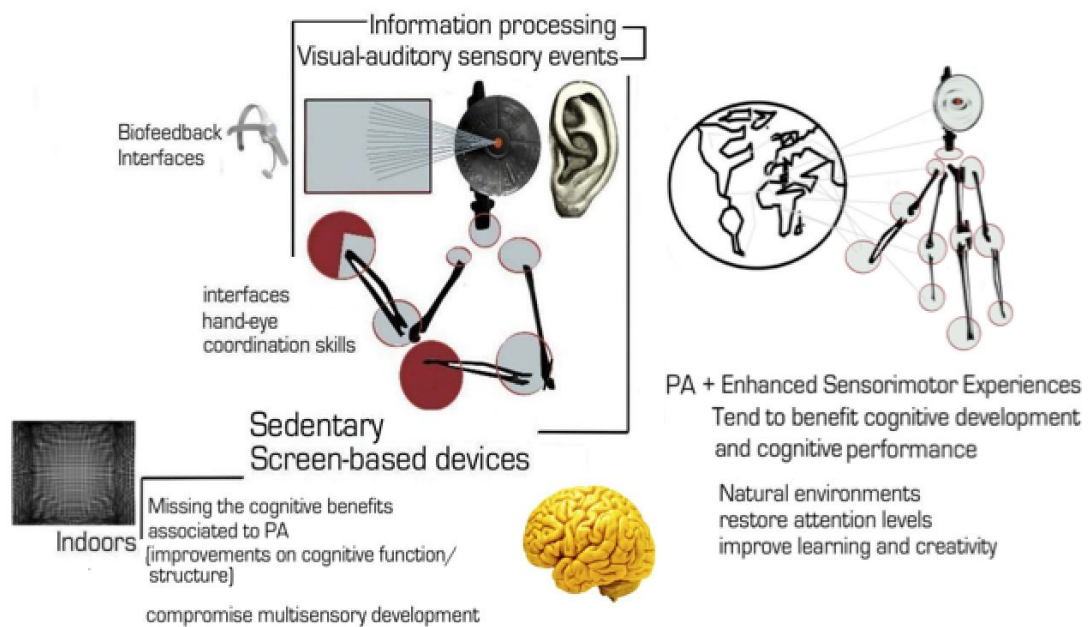 Information processing
Visual-auditory sensory events
Biofeedback
Interfaces
interfaces
hand-eye
coordination skills
Sedentary
Screen-based devices
Indoors
Missing the cognitive benefits
associated to PA
[improvements on cognitive function/
structure]
compromise multisensory development
PA + Enhanced Sensorimotor Experiences
Tend to benefit cognitive development
and cognitive performance
Natural environments
restore attention levels
improve learning and creativity